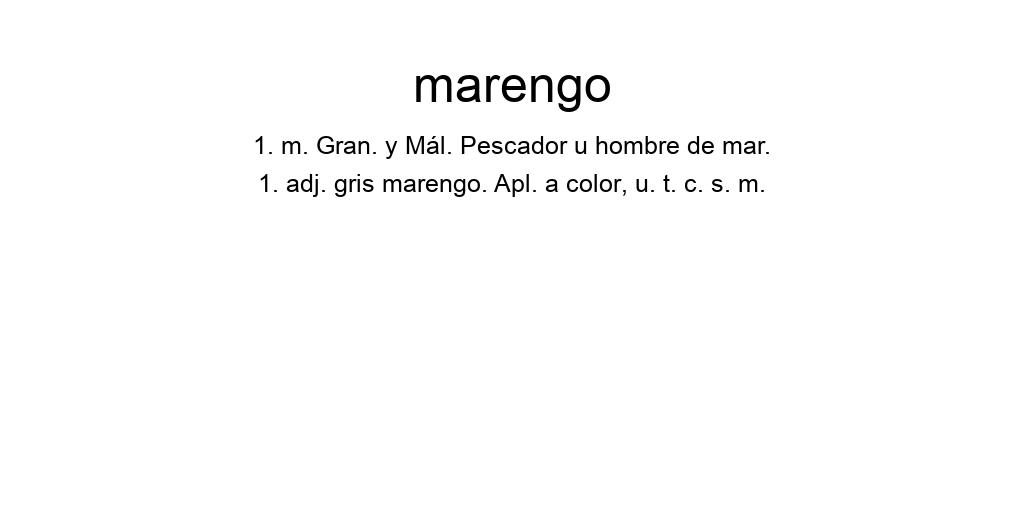 marengo
1. m. Gran. y Mál. Pescador u hombre de mar.
1. adj. gris marengo. Apl. a color, u. t. c. s. m.